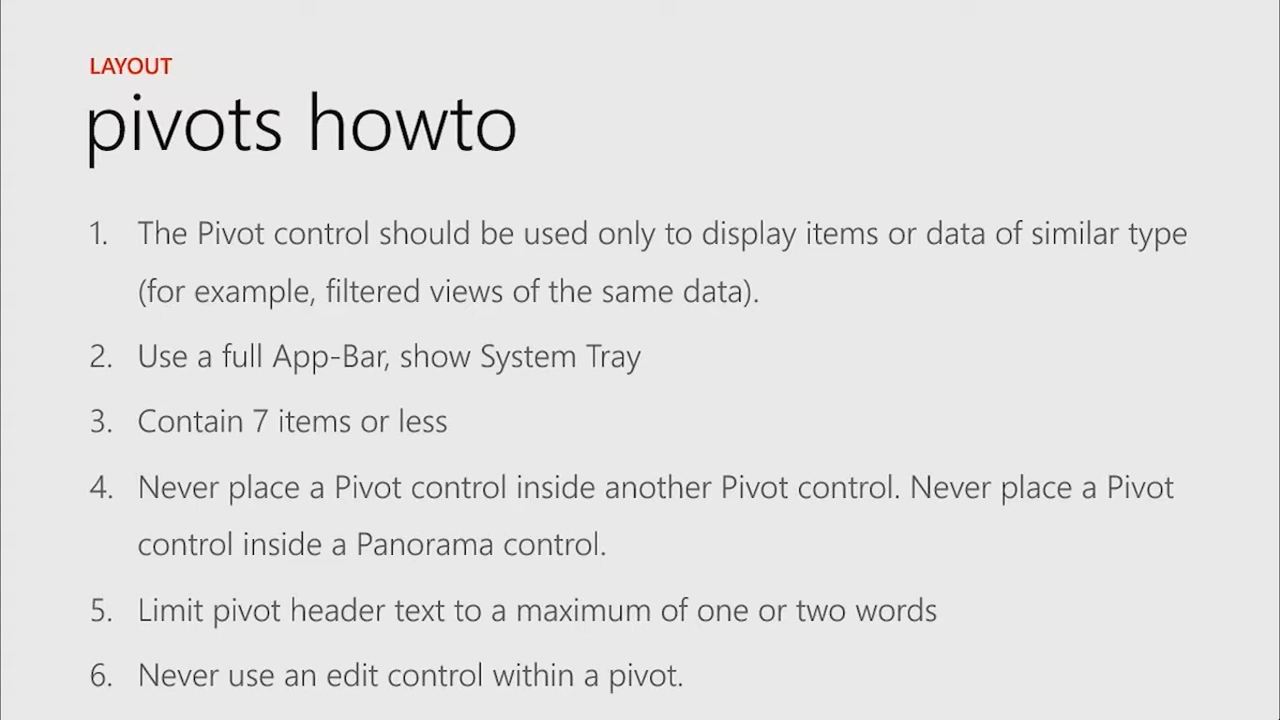 LAYOUT
pivots howto
1. The Pivot control should be used only to display items or data of similar type
(for example, filtered views of the same data).
2. Use a full App-Bar, show System Tray
3. Contain 7 items or less
4. Never place a Pivot control inside another Pivot control. Never place a Pivot
control inside a Panorama control.
5. Limit pivot header text to a maximum of one or two words
6. Never use an edit control within a pivot.